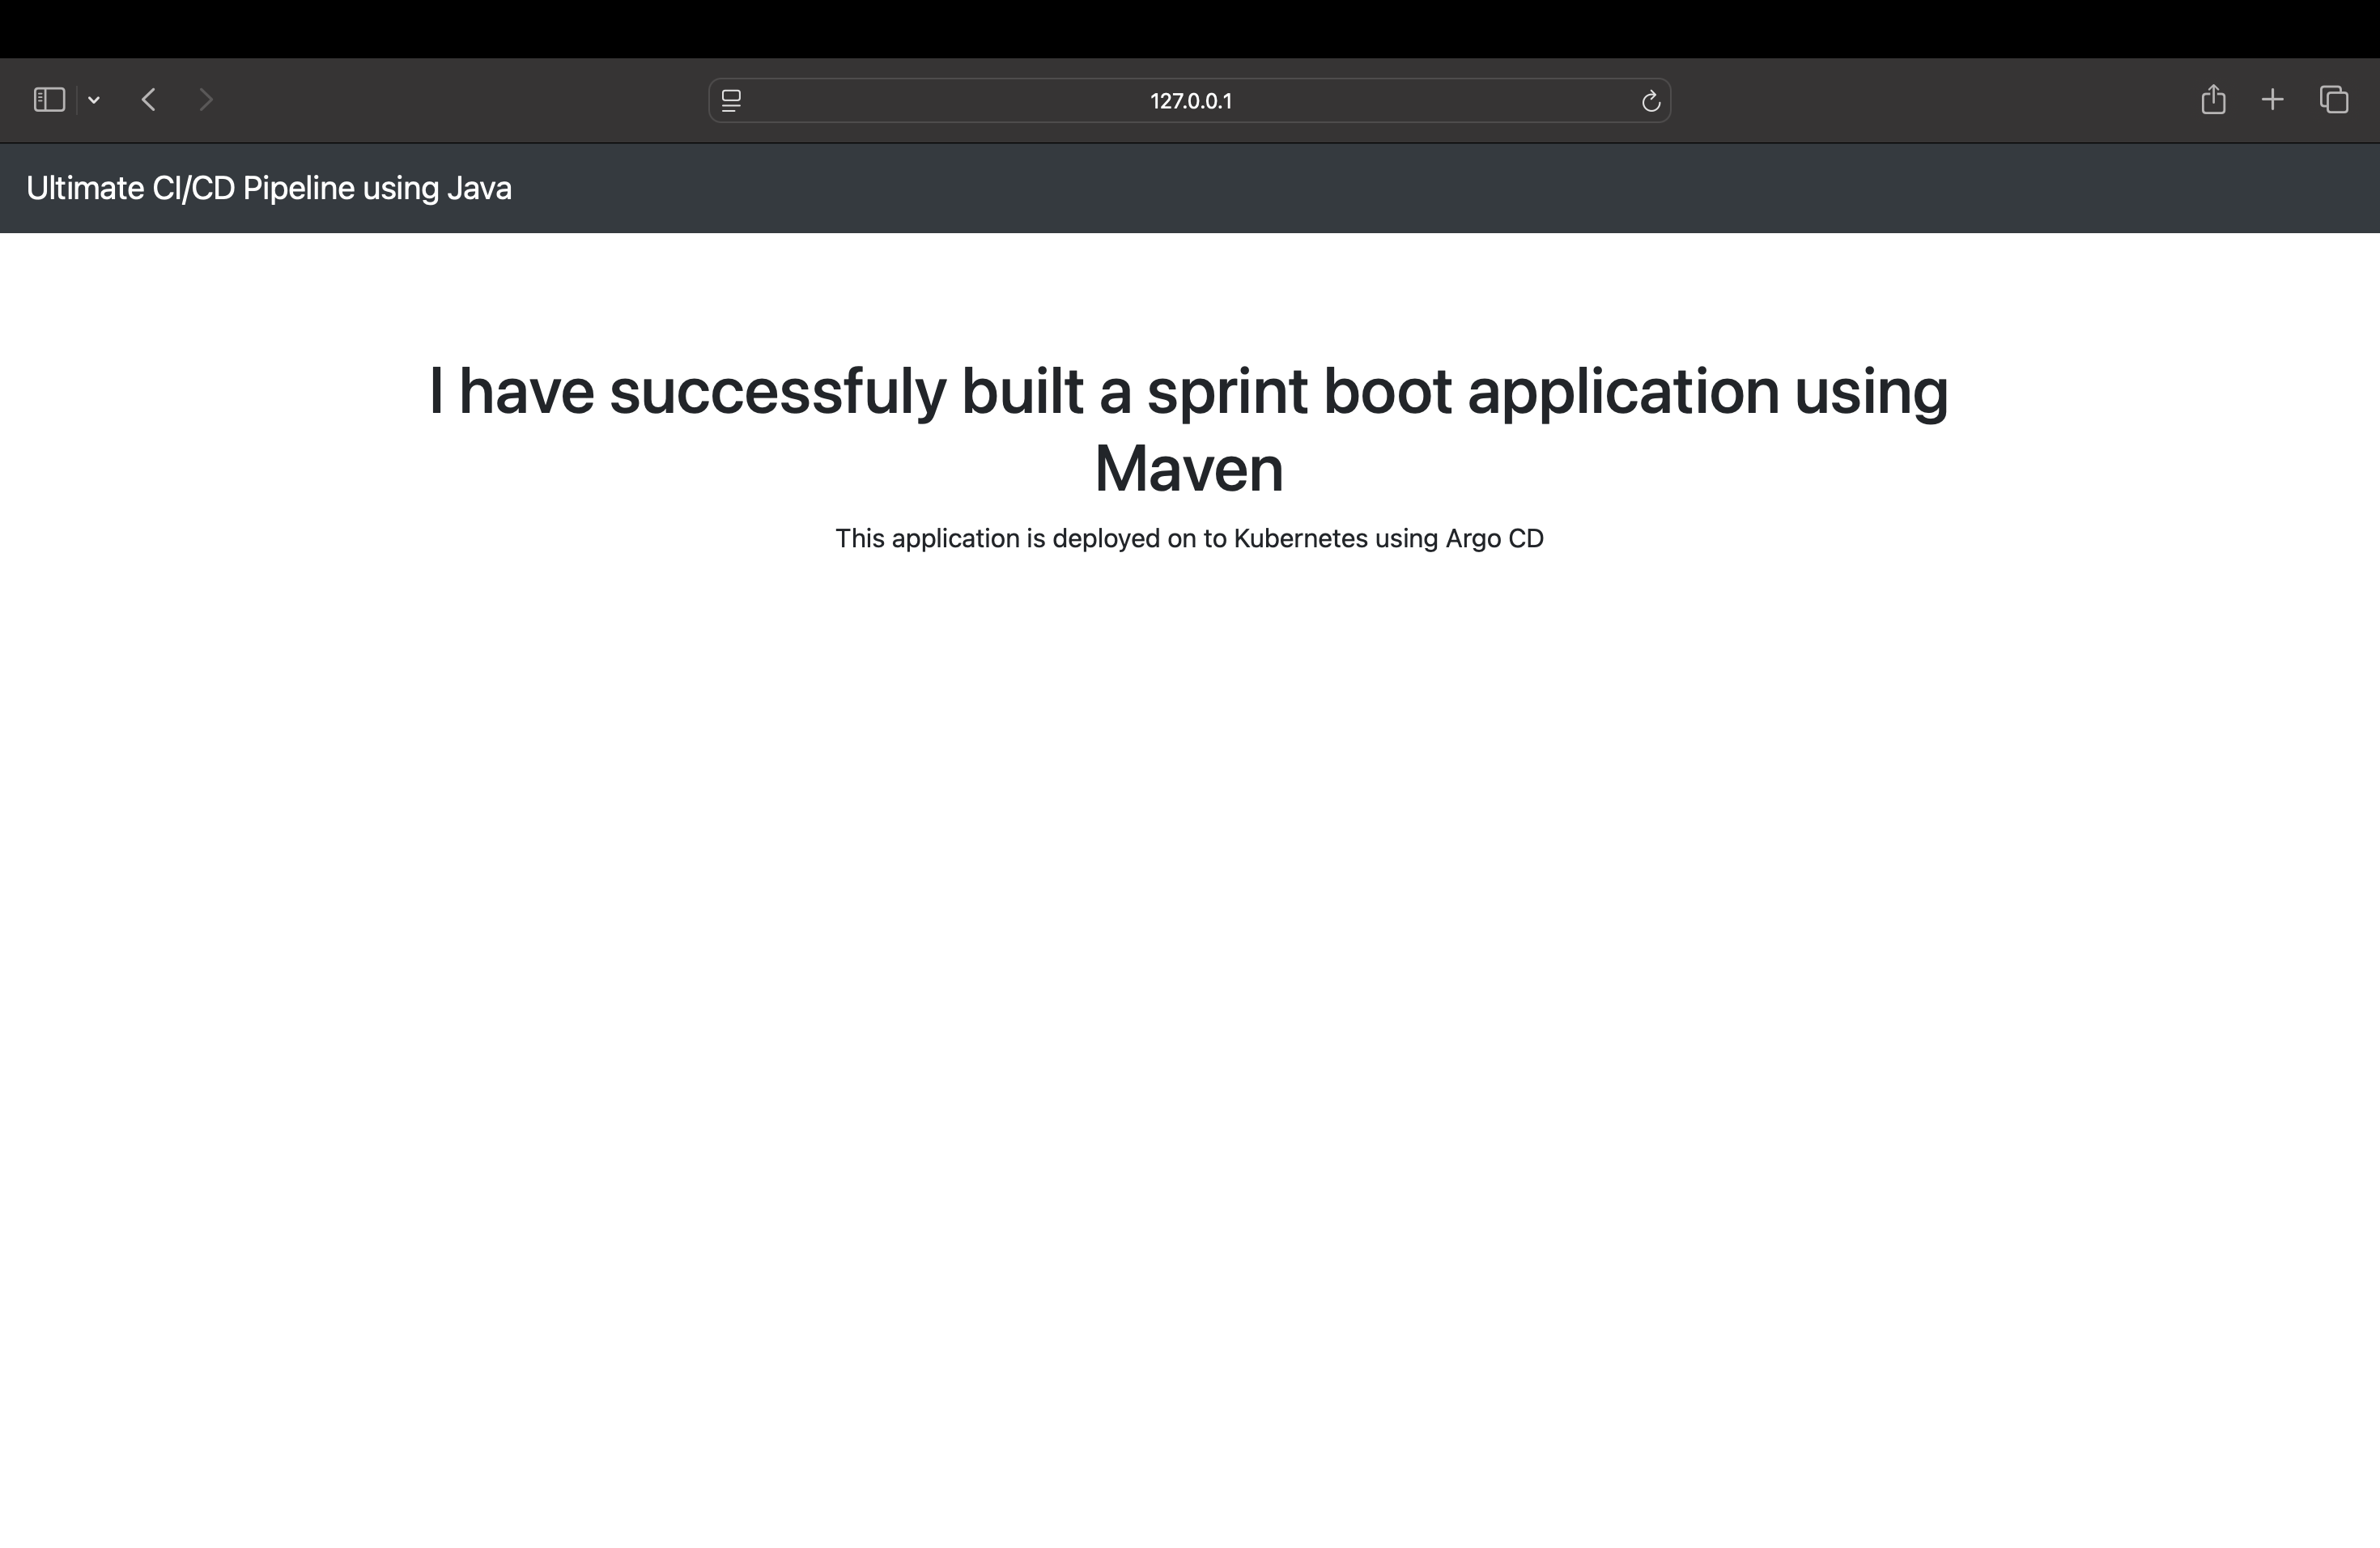 127.0.0.1
Ultimate CI/CD Pipeline using Java
I have successfuly built a sprint boot application using
Maven
This application is deployed on to Kubernetes using Argo CD